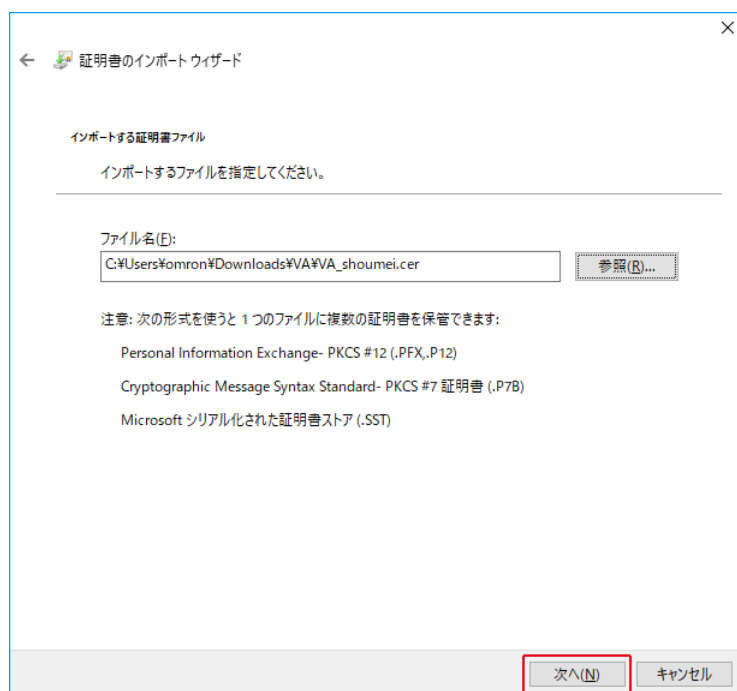 証明書のインポート ウィザード
インポートする証明書ファイル
インポートするファイルを指定してください。
ファイル名(F):
C:¥Users¥omron¥Downloads¥VA¥VA_shoumei.cer
参照(R)...
注意: 次の形式を使うと 1 つのファイルに複数の証明書を保管できます:
Personal Information Exchange- PKCS #12 (.PFX,.P12)
Cryptographic Message Syntax Standard- PKCS #7 証明書 (.P7B)
Microsoft シリアル化された証明書ストア (.SST)
次へ(N)
キャンセル